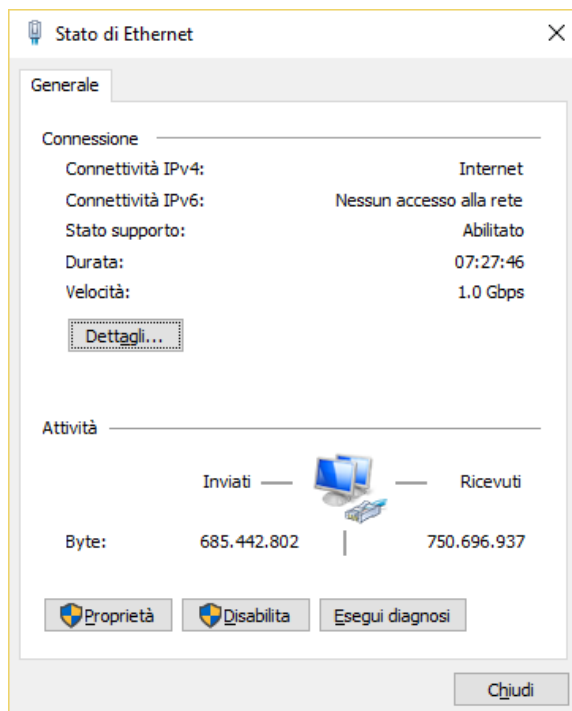 Stato di Ethernet
Generale
Connessione
Connettività IPv4: Internet
Connettività IPv6: Nessun accesso alla rete
Stato supporto: Abilitato
Durata: 07:27:46
Velocità: 1.0 Gbps
Dettagli...
Attività
Inviati Ricevuti
Byte: 685.442.802 750.696.937
Proprietà Disabilita Esegui diagnosi
Chiudi